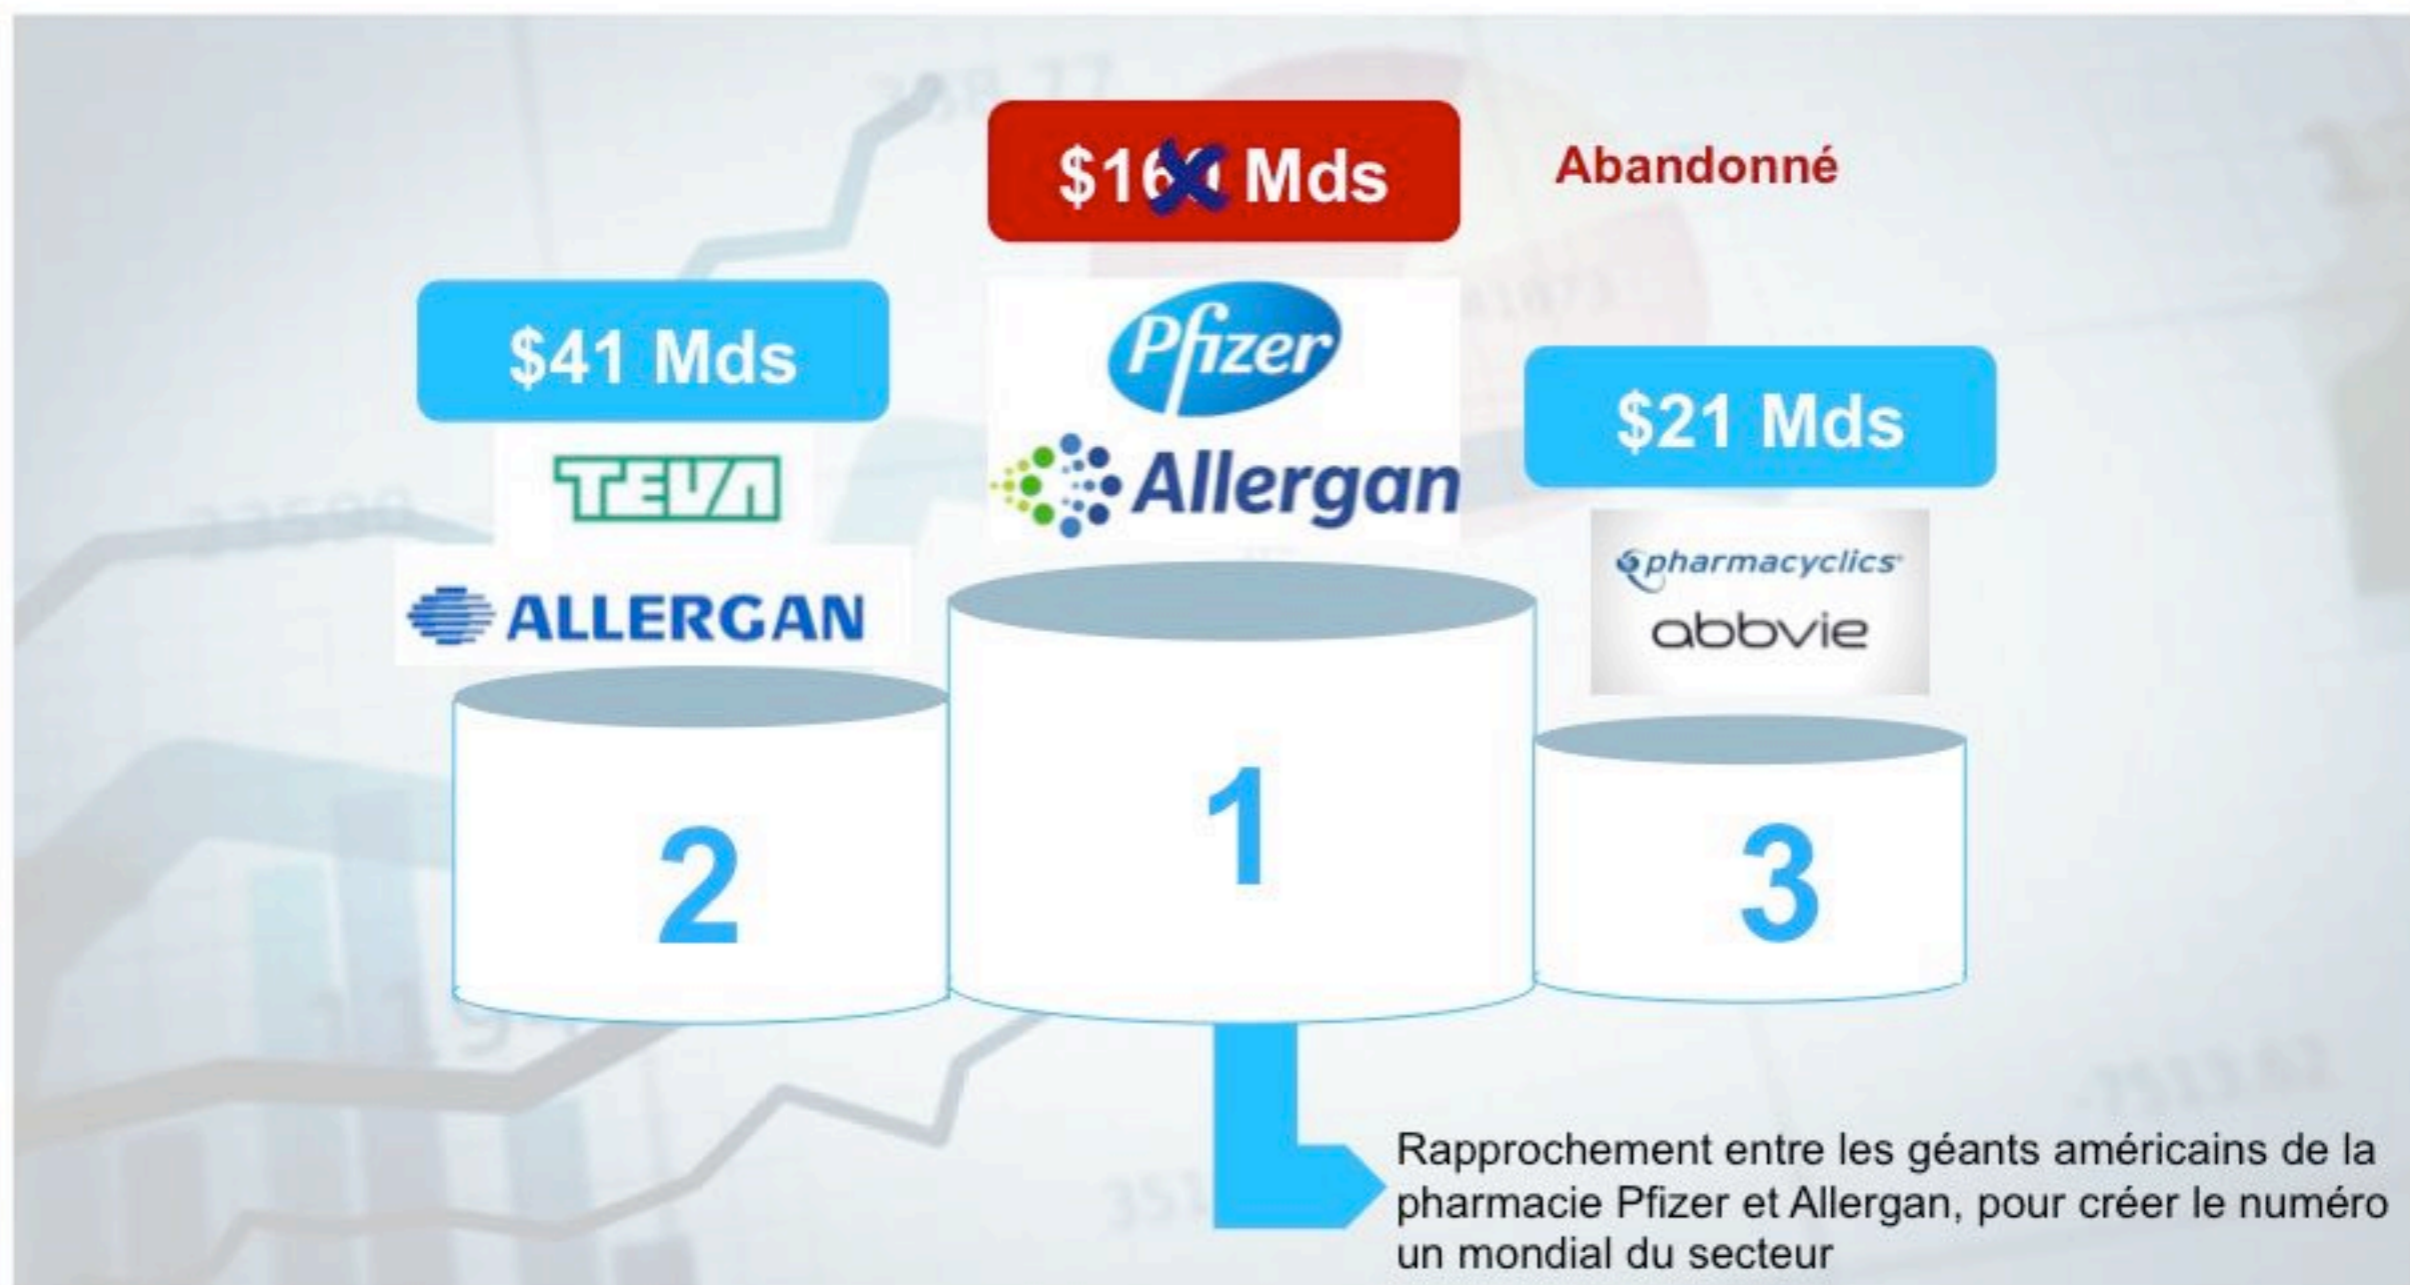 $160 Mds
Abandonné
$41 Mds
Pfizer
Allergan
$21 Mds
TEVA
ALLERGAN
pharmacyclics
abbvie
2
1
3
Rapprochement entre les géants américains de la
pharmacie Pfizer et Allergan, pour créer le numéro
un mondial du secteur